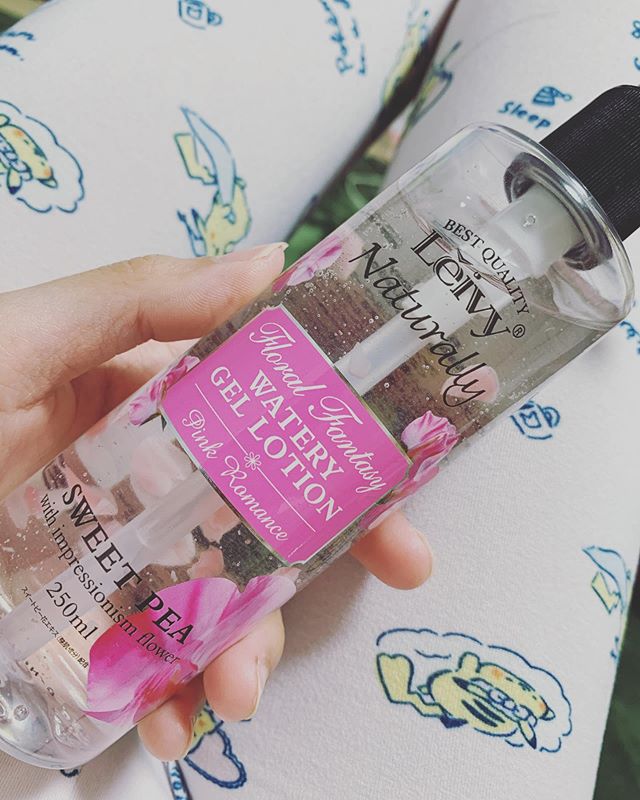 BEST QUALITY
Leivy®
Naturally
Floral Fantasy
WATERY
GEL LOTION
Pink Romance
SWEET PEA
with impressionism flower
250ml
Sleep